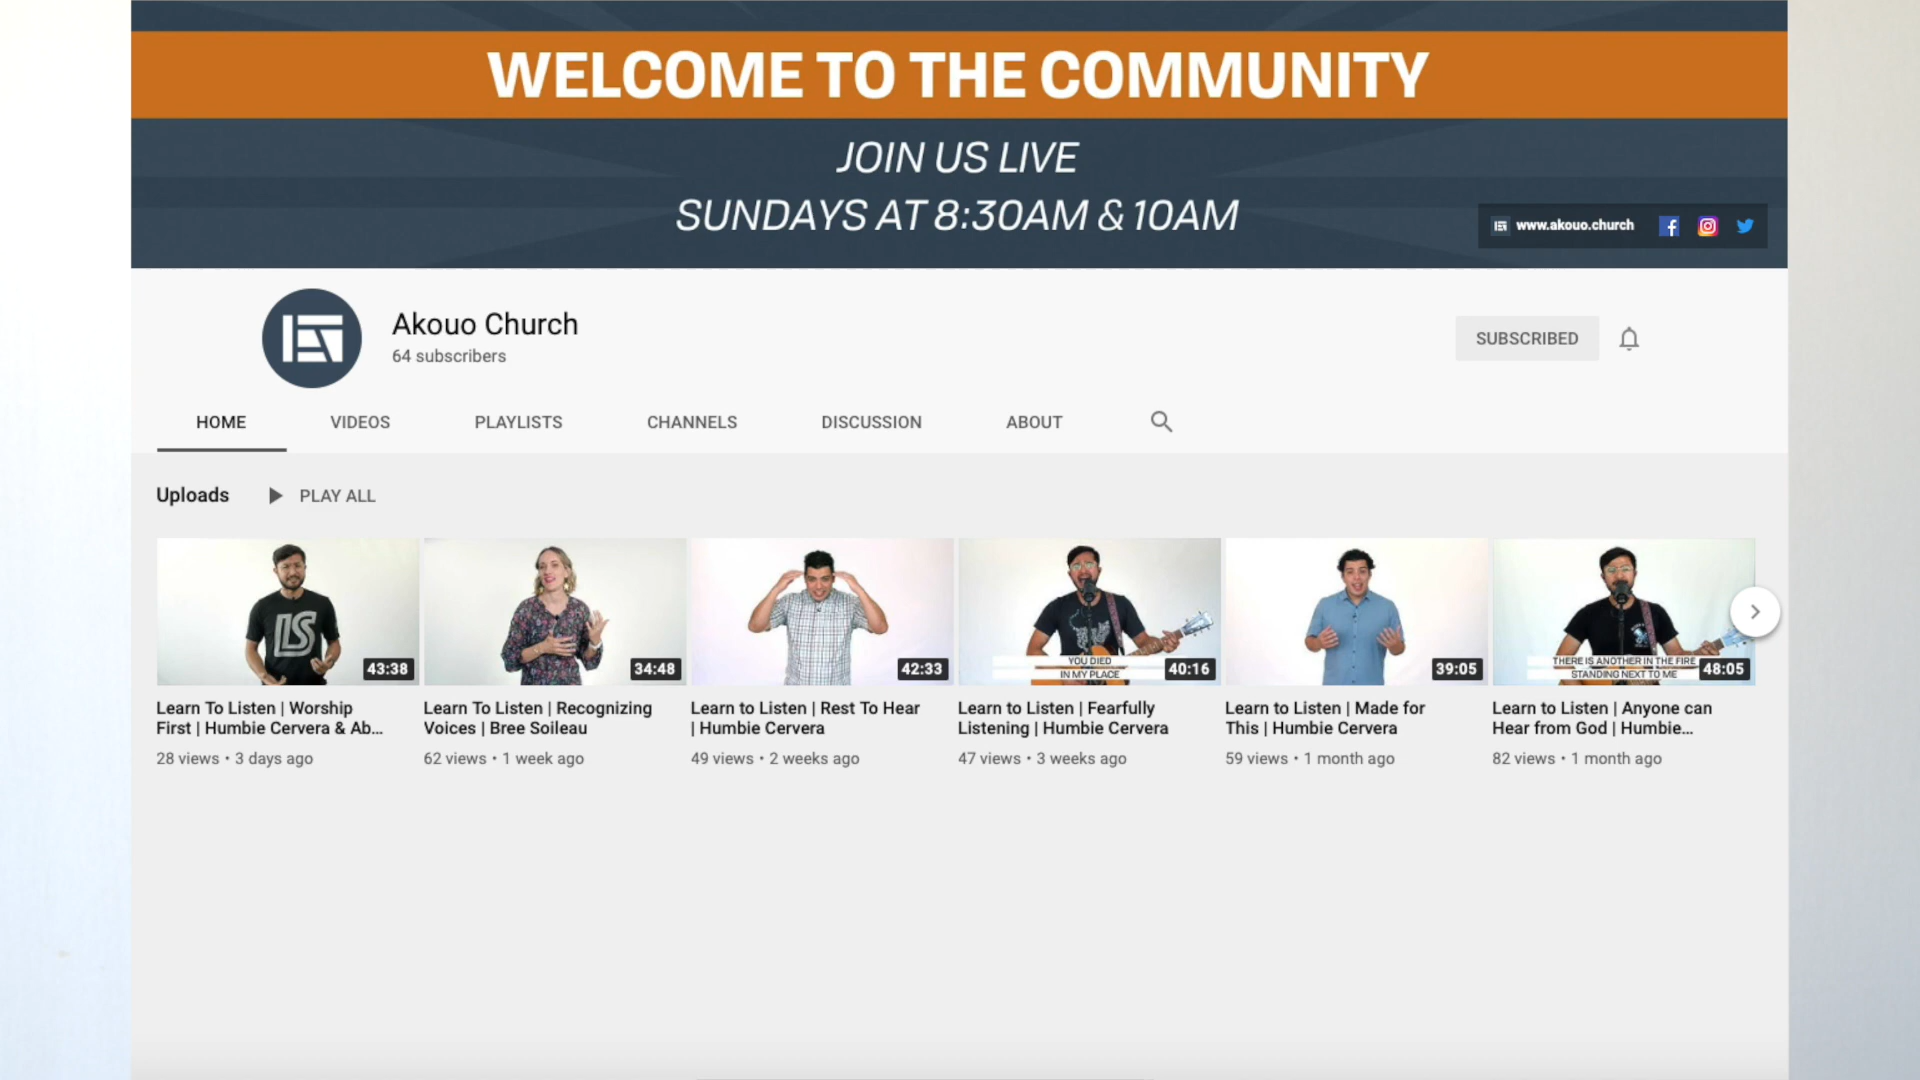 WELCOME TO THE COMMUNITY
JOIN US LIVE
SUNDAYS AT 8:30AM & 10AM
www.akouo.church
Akouo Church
64 subscribers
SUBSCRIBED
HOME
VIDEOS
PLAYLISTS
CHANNELS
DISCUSSION
ABOUT
Uploads
PLAY ALL
LS
43:38
Learn To Listen | Worship
First | Humbie Cervera & Ab...
28 views • 3 days ago
34:48
Learn To Listen | Recognizing
Voices | Bree Soileau
62 views • 1 week ago
42:33
Learn to Listen | Rest To Hear
| Humbie Cervera
49 views • 2 weeks ago
YOU DIED
IN MY PLACE
40:16
Learn to Listen | Fearfully
Listening | Humbie Cervera
47 views • 3 weeks ago
39:05
Learn to Listen | Made for
This | Humbie Cervera
59 views • 1 month ago
THERE IS ANOTHER IN THE FIRE
STANDING NEXT TO ME
48:05
Learn to Listen | Anyone can
Hear from God | Humbie...
82 views • 1 month ago